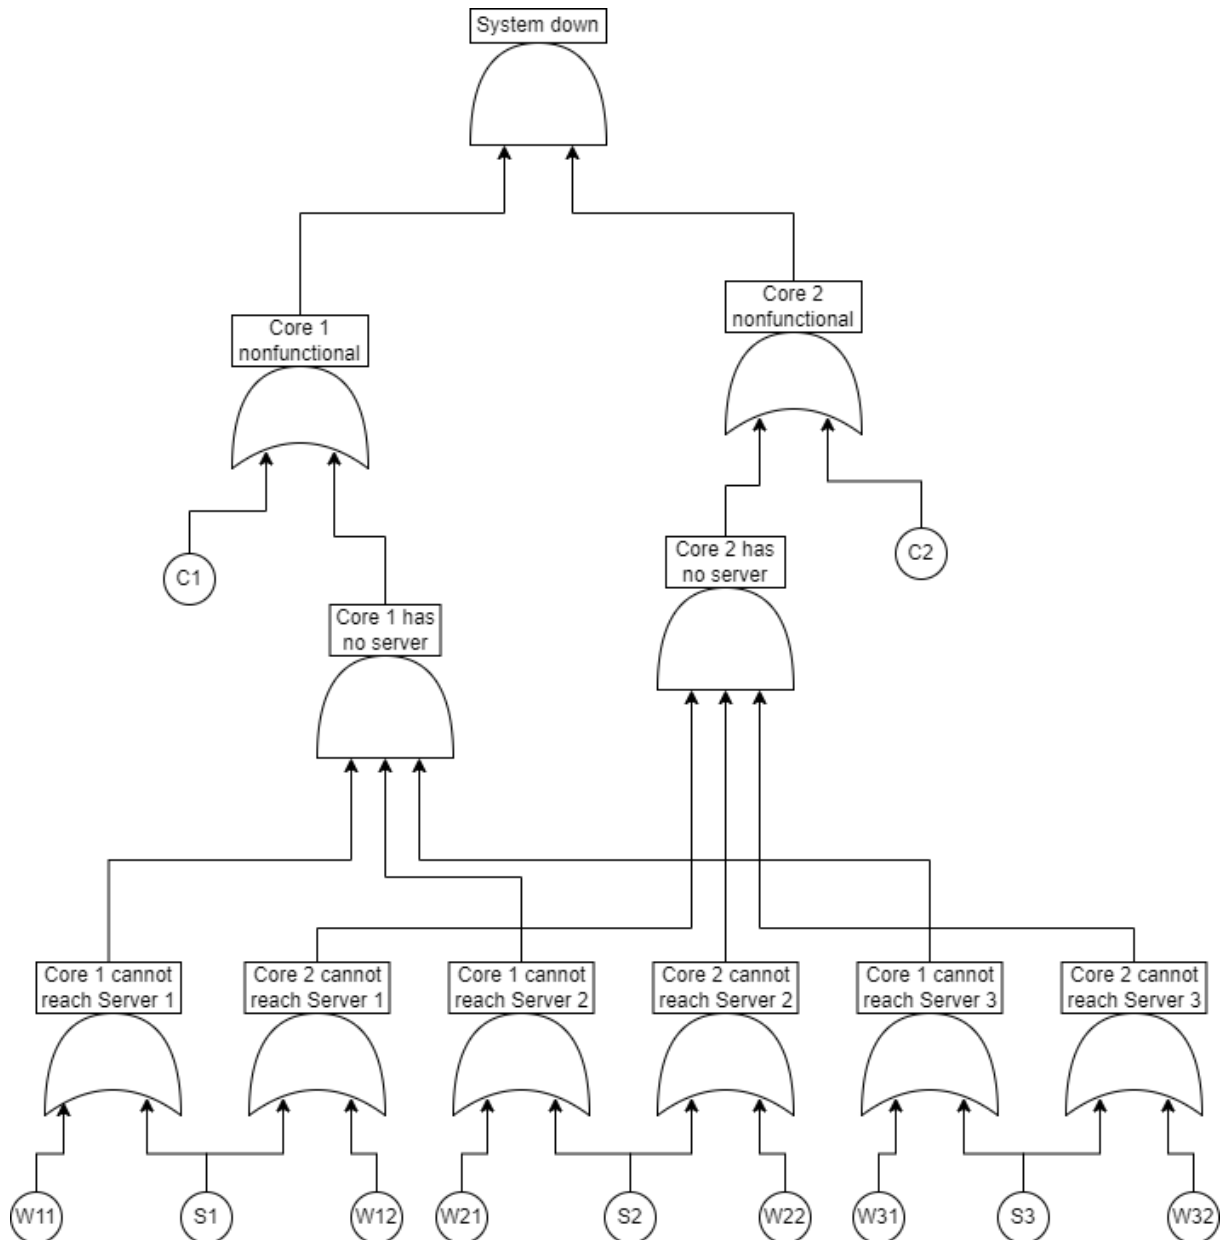 System down
Core 2
nonfunctional
Core 1
nonfunctional
Core 2 has
no server
C2
C1
Core 1 has
no server
Core 1 cannot
reach Server 1
Core 2 cannot
reach Server 1
Core 1 cannot
reach Server 2
Core 2 cannot
reach Server 2
Core 1 cannot
reach Server 3
Core 2 cannot
reach Server 3
W11
S1
W12
W21
S2
W22
W31
S3
W32